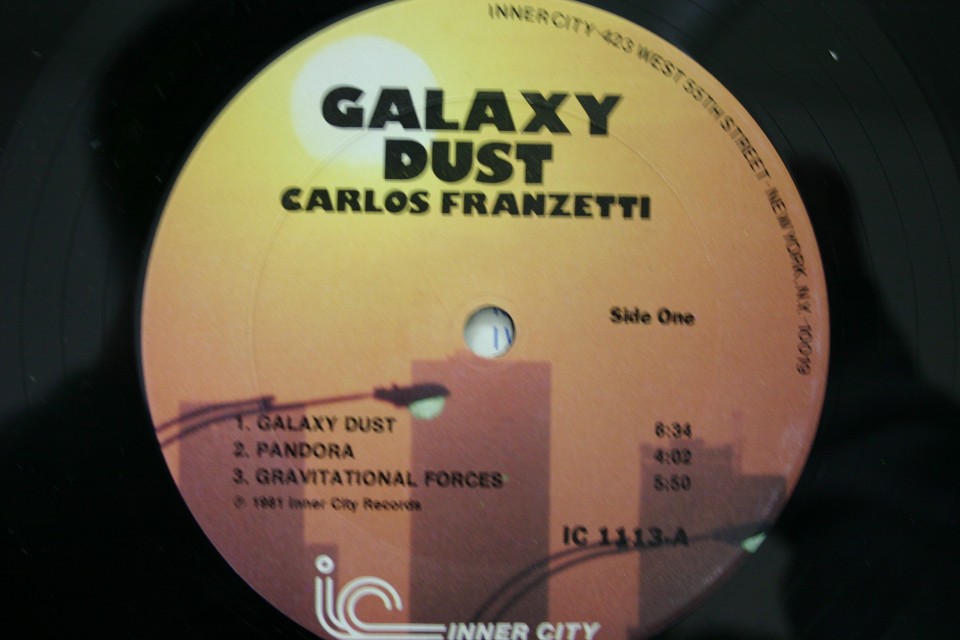 INNER CITY · 423 WEST 55TH STREET · NEW YORK, N.Y. · 10019
GALAXY
DUST
CARLOS FRANZETTI
Side One
1. GALAXY DUST 6:34
2. PANDORA 4:02
3. GRAVITATIONAL FORCES 5:50
℗ 1981 Inner City Records
IC 1113-A
ic INNER CITY